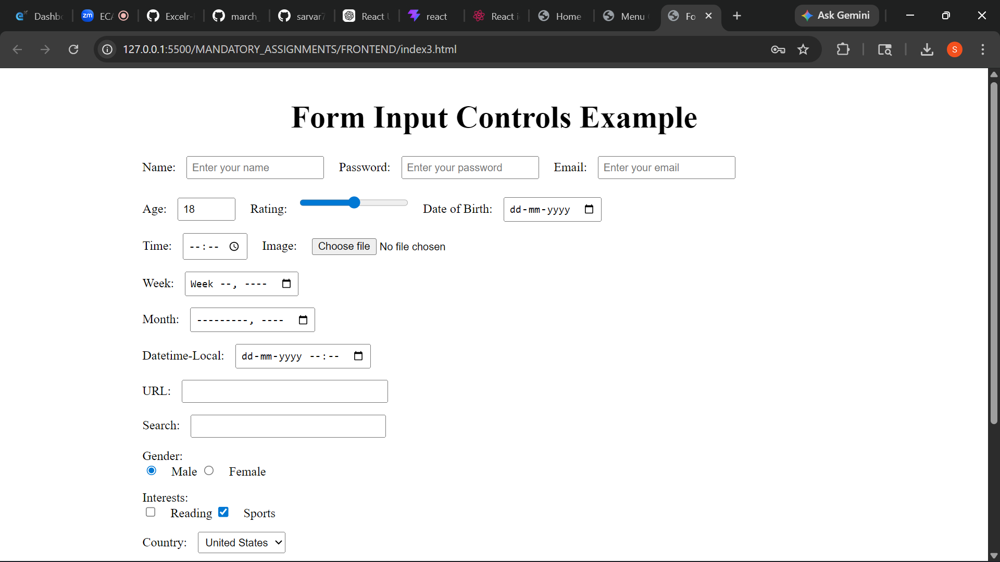 Dashb zm ECA Excelr- march_ sarvar7 React U react React i Home Menu Fo Ask Gemini
127.0.0.1:5500/MANDATORY_ASSIGNMENTS/FRONTEND/index3.html S
Form Input Controls Example
Name: Enter your name Password: Enter your password Email: Enter your email
Age: 18 Rating: Date of Birth: dd-mm-yyyy
Time: --:-- Image: Choose file No file chosen
Week: Week --, ----
Month: ---------, ----
Datetime-Local: dd-mm-yyyy --:--
URL:
Search:
Gender:
Male Female
Interests:
Reading Sports
Country: United States